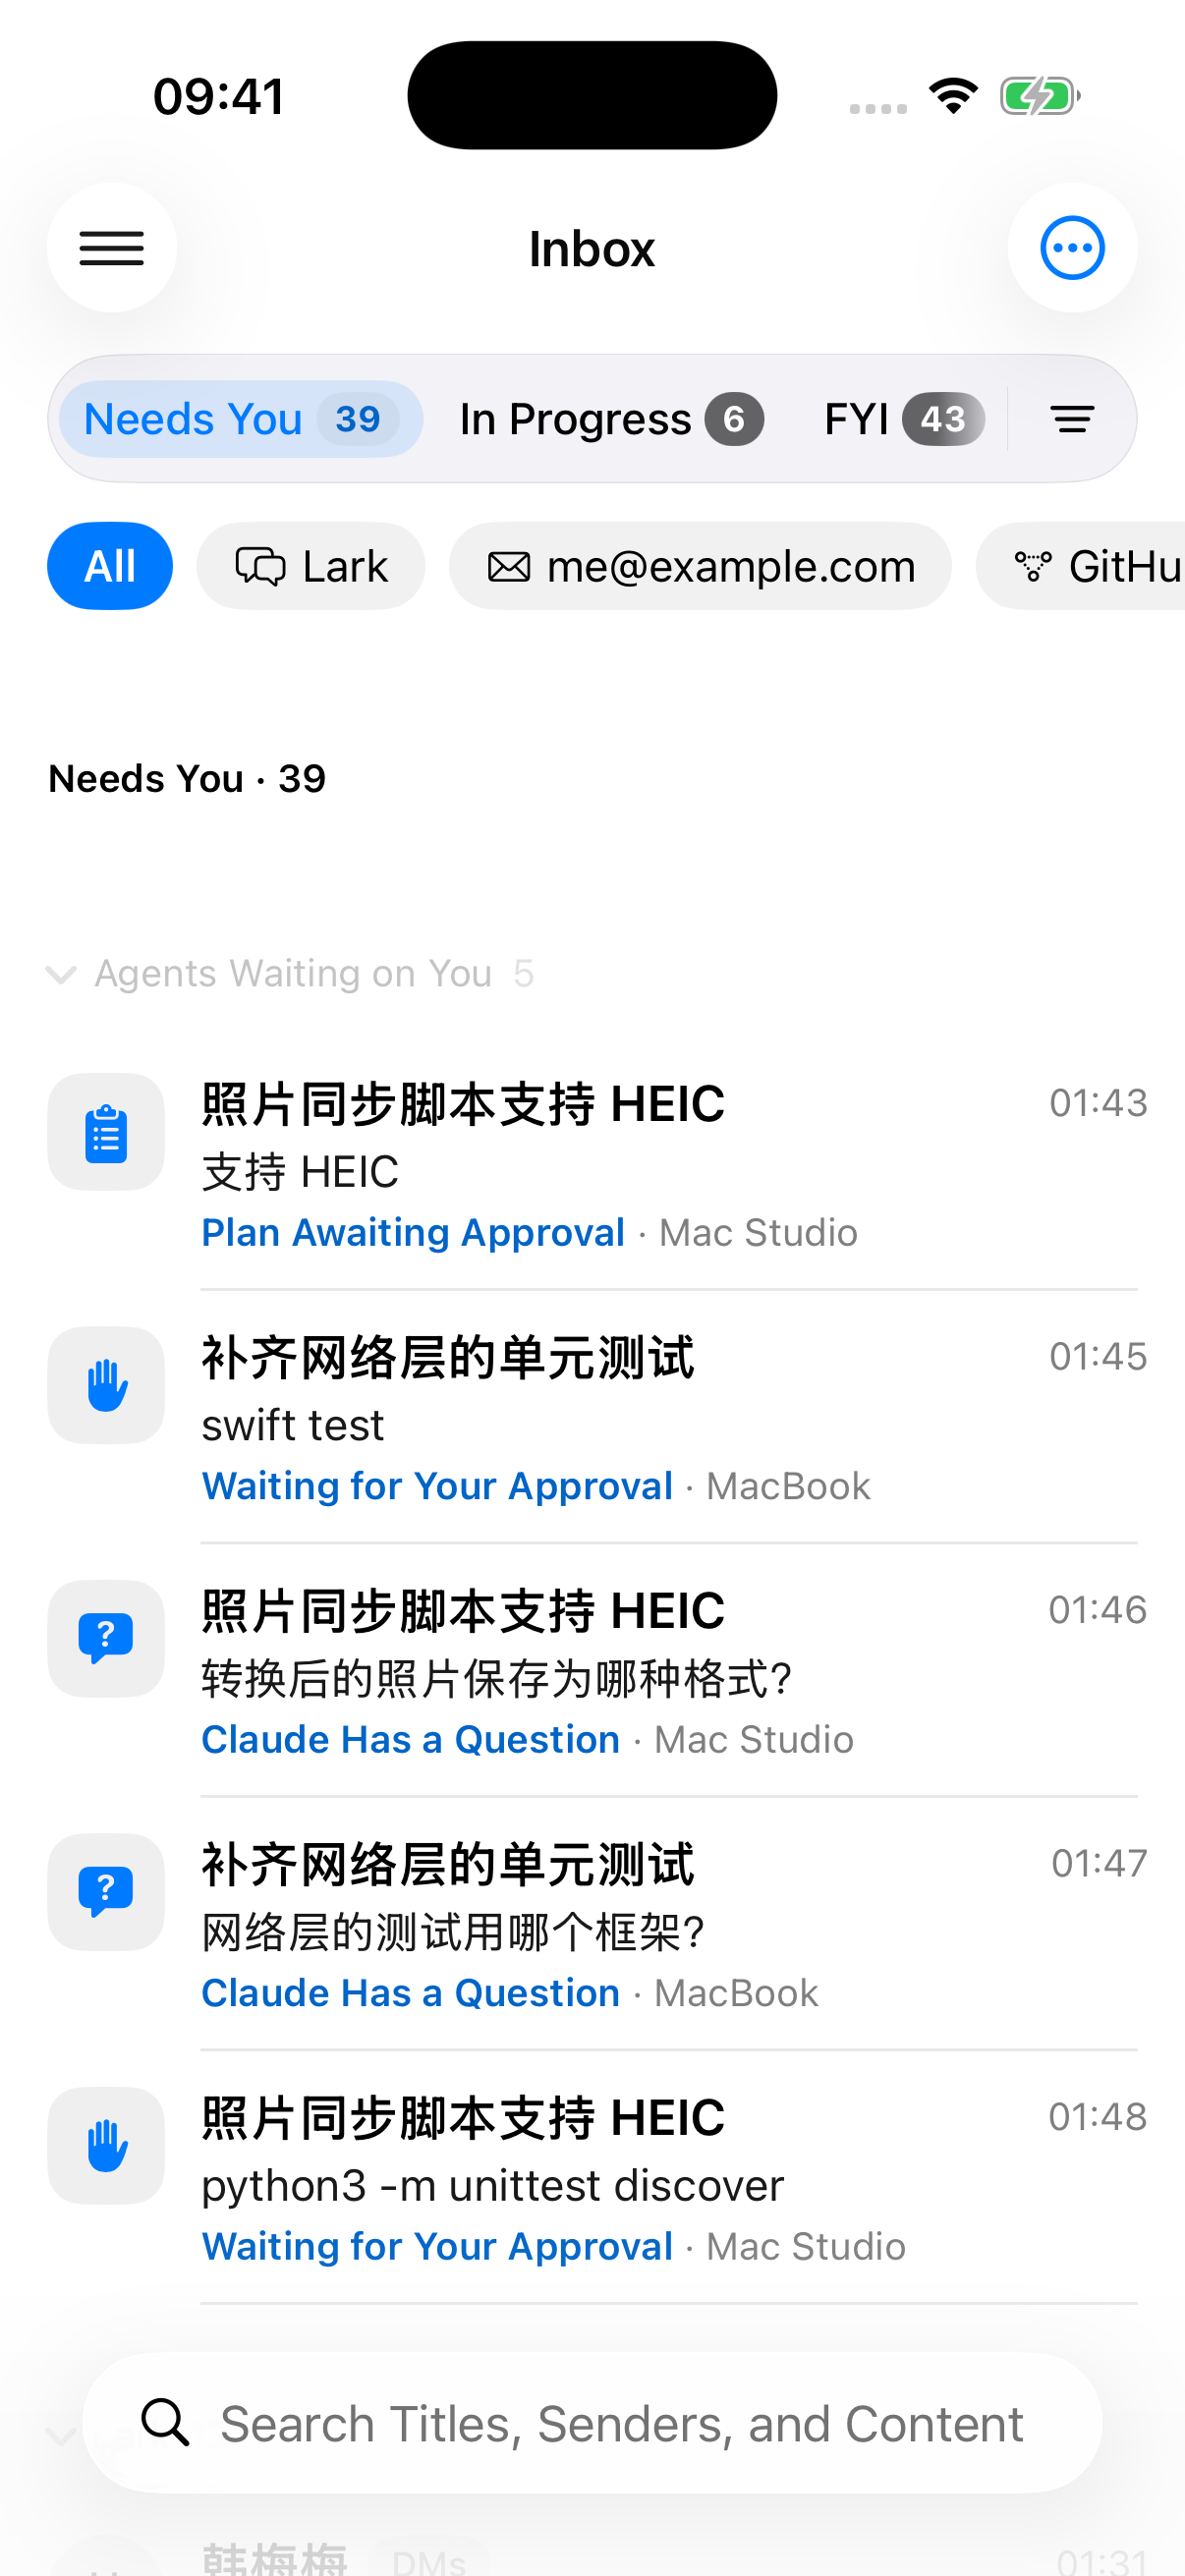 09:41
Inbox
Needs You 39 In Progress 6 FYI 43
All Lark me@example.com GitHu
Needs You · 39
Agents Waiting on You 5
照片同步脚本支持 HEIC 01:43
支持 HEIC
Plan Awaiting Approval · Mac Studio
补齐网络层的单元测试 01:45
swift test
Waiting for Your Approval · MacBook
照片同步脚本支持 HEIC 01:46
转换后的照片保存为哪种格式?
Claude Has a Question · Mac Studio
补齐网络层的单元测试 01:47
网络层的测试用哪个框架?
Claude Has a Question · MacBook
照片同步脚本支持 HEIC 01:48
python3 -m unittest discover
Waiting for Your Approval · Mac Studio
Search Titles, Senders, and Content
韩梅梅 DMs 01:31